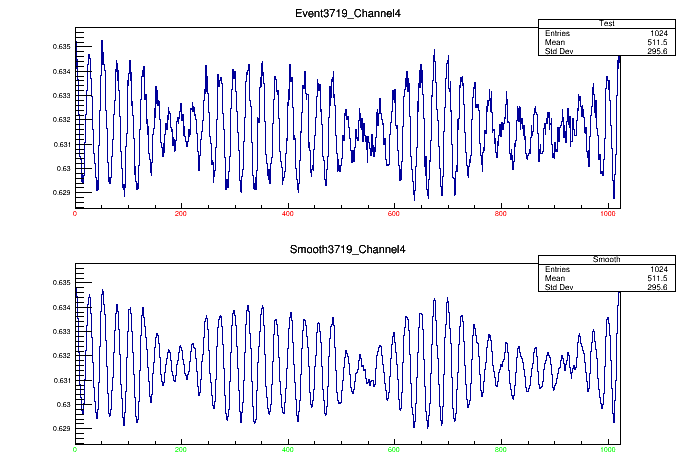 Event3719_Channel4
Test
Entries 1024
Mean 511.5
Std Dev 295.6
0.635
0.634
0.633
0.632
0.631
0.63
0.629
0 200 400 600 800 1000
Smooth3719_Channel4
Smooth
Entries 1024
Mean 511.5
Std Dev 295.6
0.635
0.634
0.633
0.632
0.631
0.63
0.629
0 200 400 600 800 1000